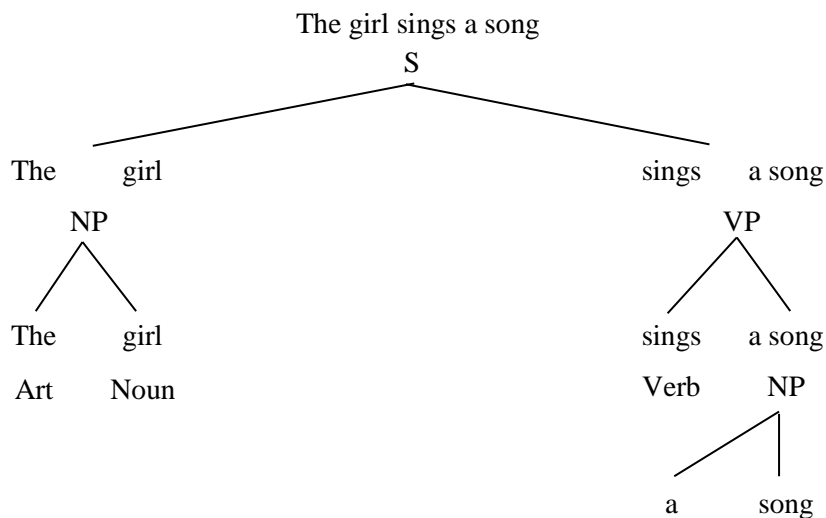 The girl sings a song
S
The girl sings a song
NP VP
The girl sings a song
Art Noun Verb NP
a song